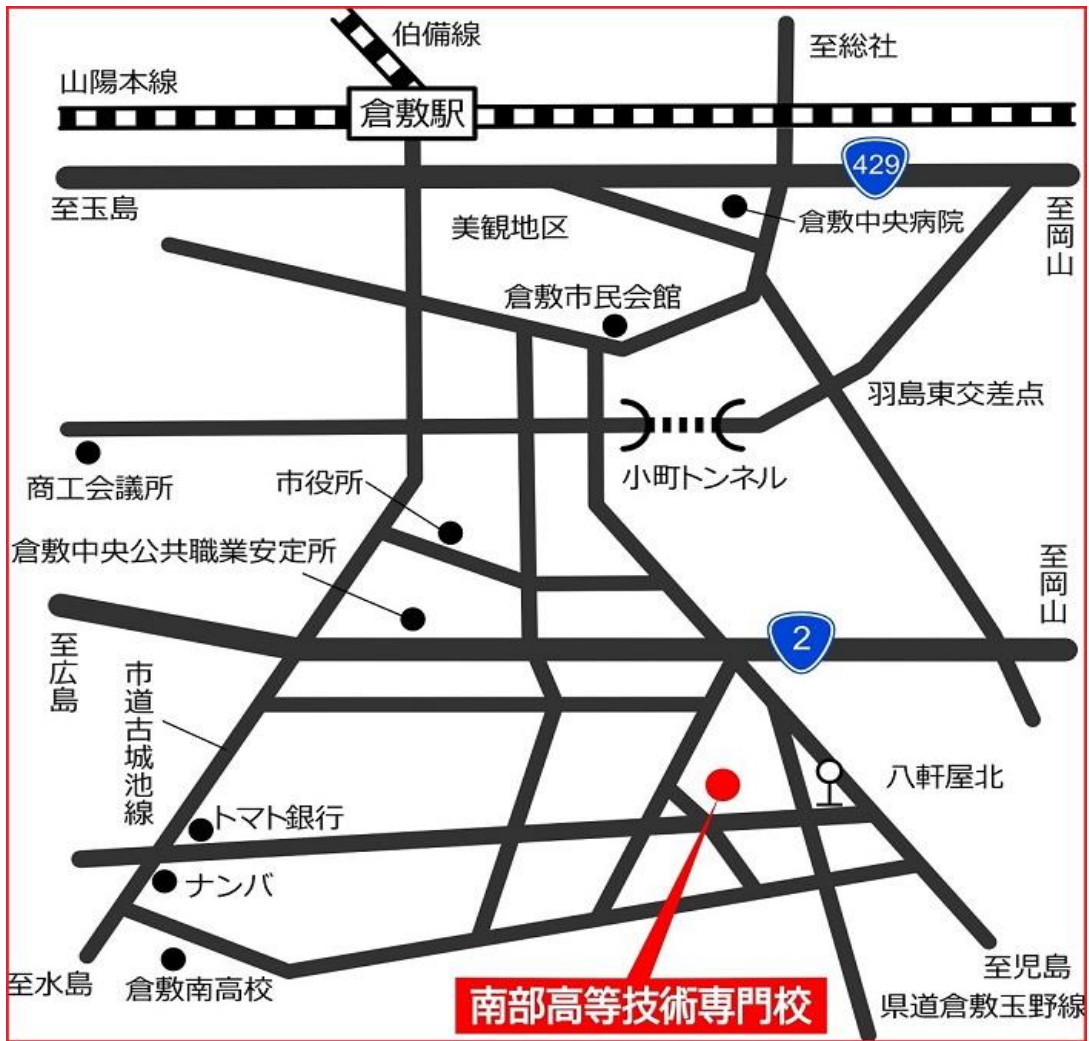 伯備線
至総社
山陽本線
倉敷駅
429
至玉島
美観地区
倉敷中央病院
至岡山
倉敷市民会館
羽島東交差点
商工会議所
小町トンネル
市役所
倉敷中央公共職業安定所
至岡山
2
至広島
市道古城池線
八軒屋北
トマト銀行
ナンバ
至水島
倉敷南高校
南部高等技術専門校
至児島
県道倉敷玉野線